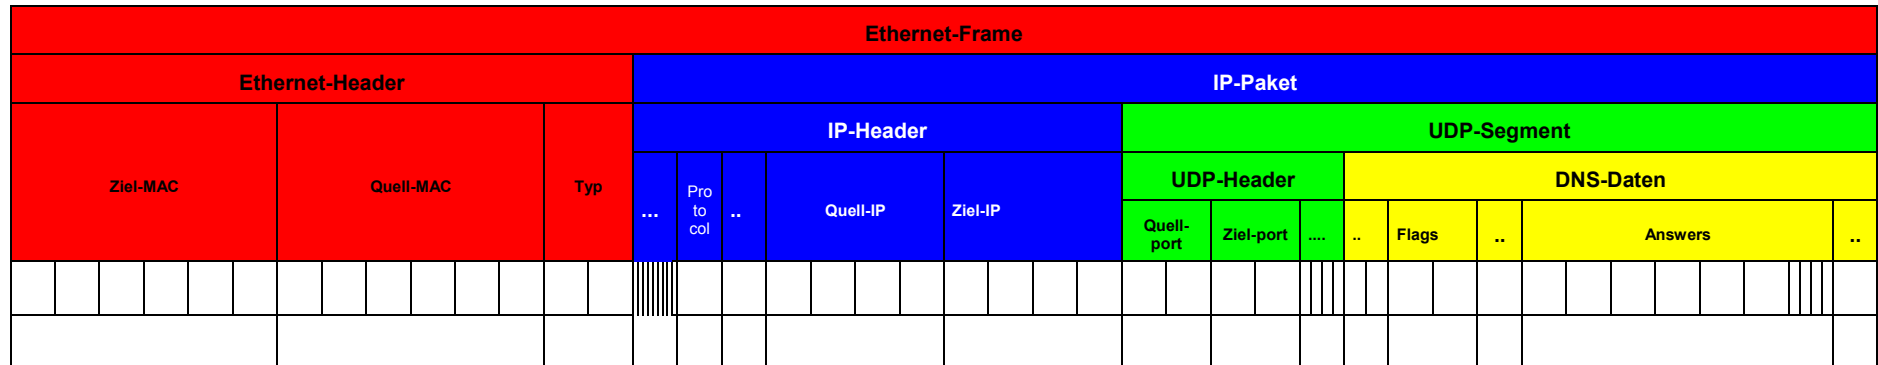 Ethernet-Frame
Ethernet-Header
IP-Paket
IP-Header
UDP-Segment
Ziel-MAC
Quell-MAC
Typ
...
Pro
to
col
..
Quell-IP
Ziel-IP
UDP-Header
DNS-Daten
Quell-
port
Ziel-port
....
..
Flags
..
Answers
..